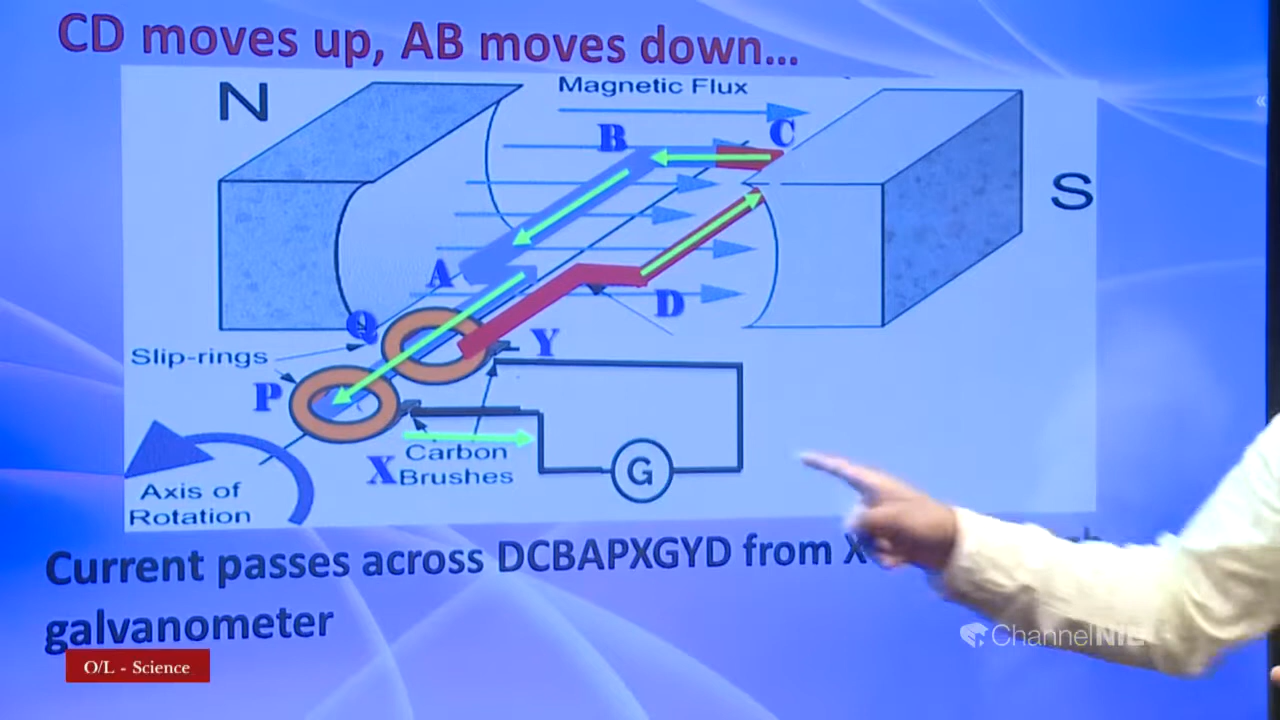 CD moves up, AB moves down...
N
Magnetic Flux
B
C
S
A
D
Q
Y
Slip-rings
P
G
X
Carbon
Brushes
Axis of
Rotation
Current passes across DCBAPXGYD from X
galvanometer
O/L - Science
ChannelNIE